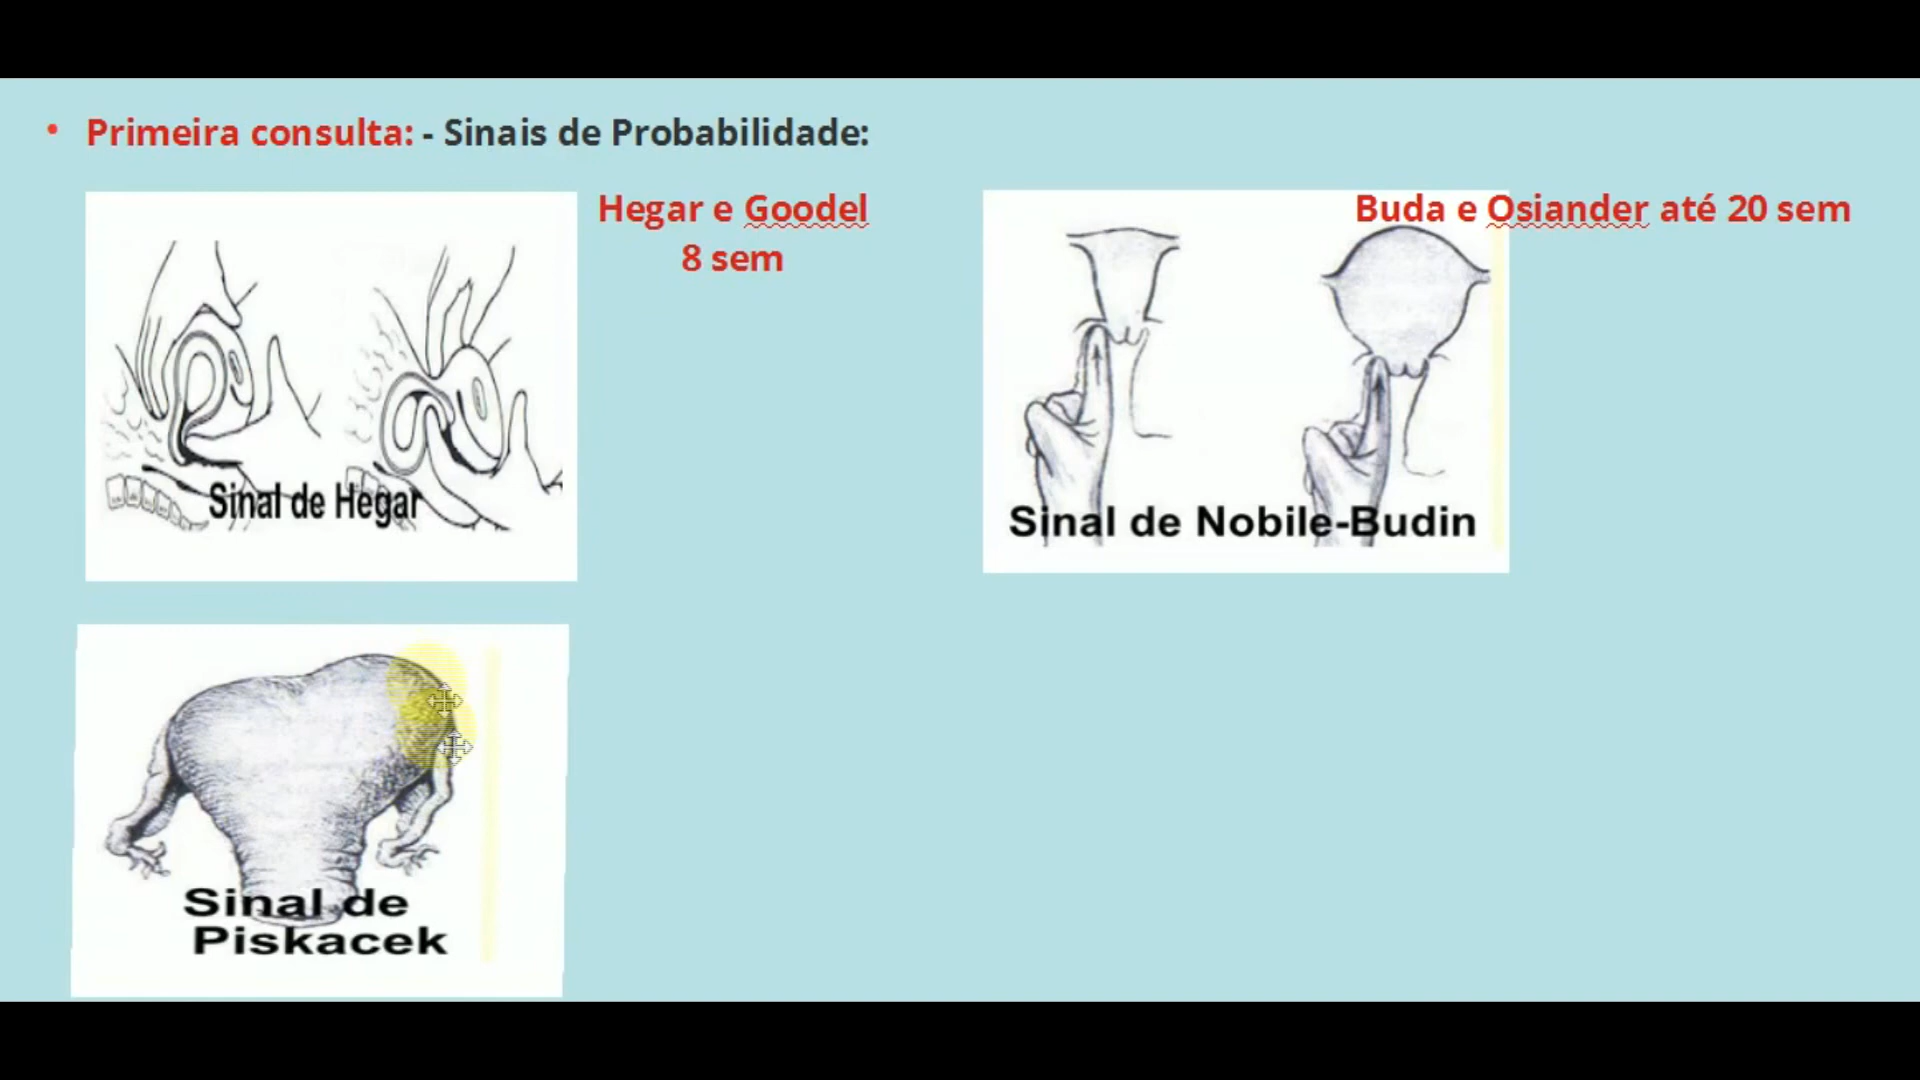 • Primeira consulta: - Sinais de Probabilidade:
Hegar e Goodel
8 sem
Buda e Osiander até 20 sem
Sinal de Hegar
Sinal de Nobile-Budin
Sinal de
Piskacek